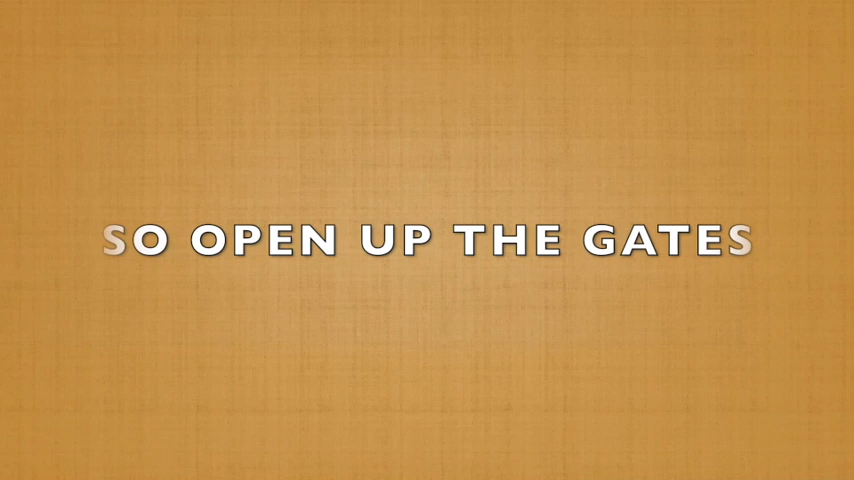 SO OPEN UP THE GATES